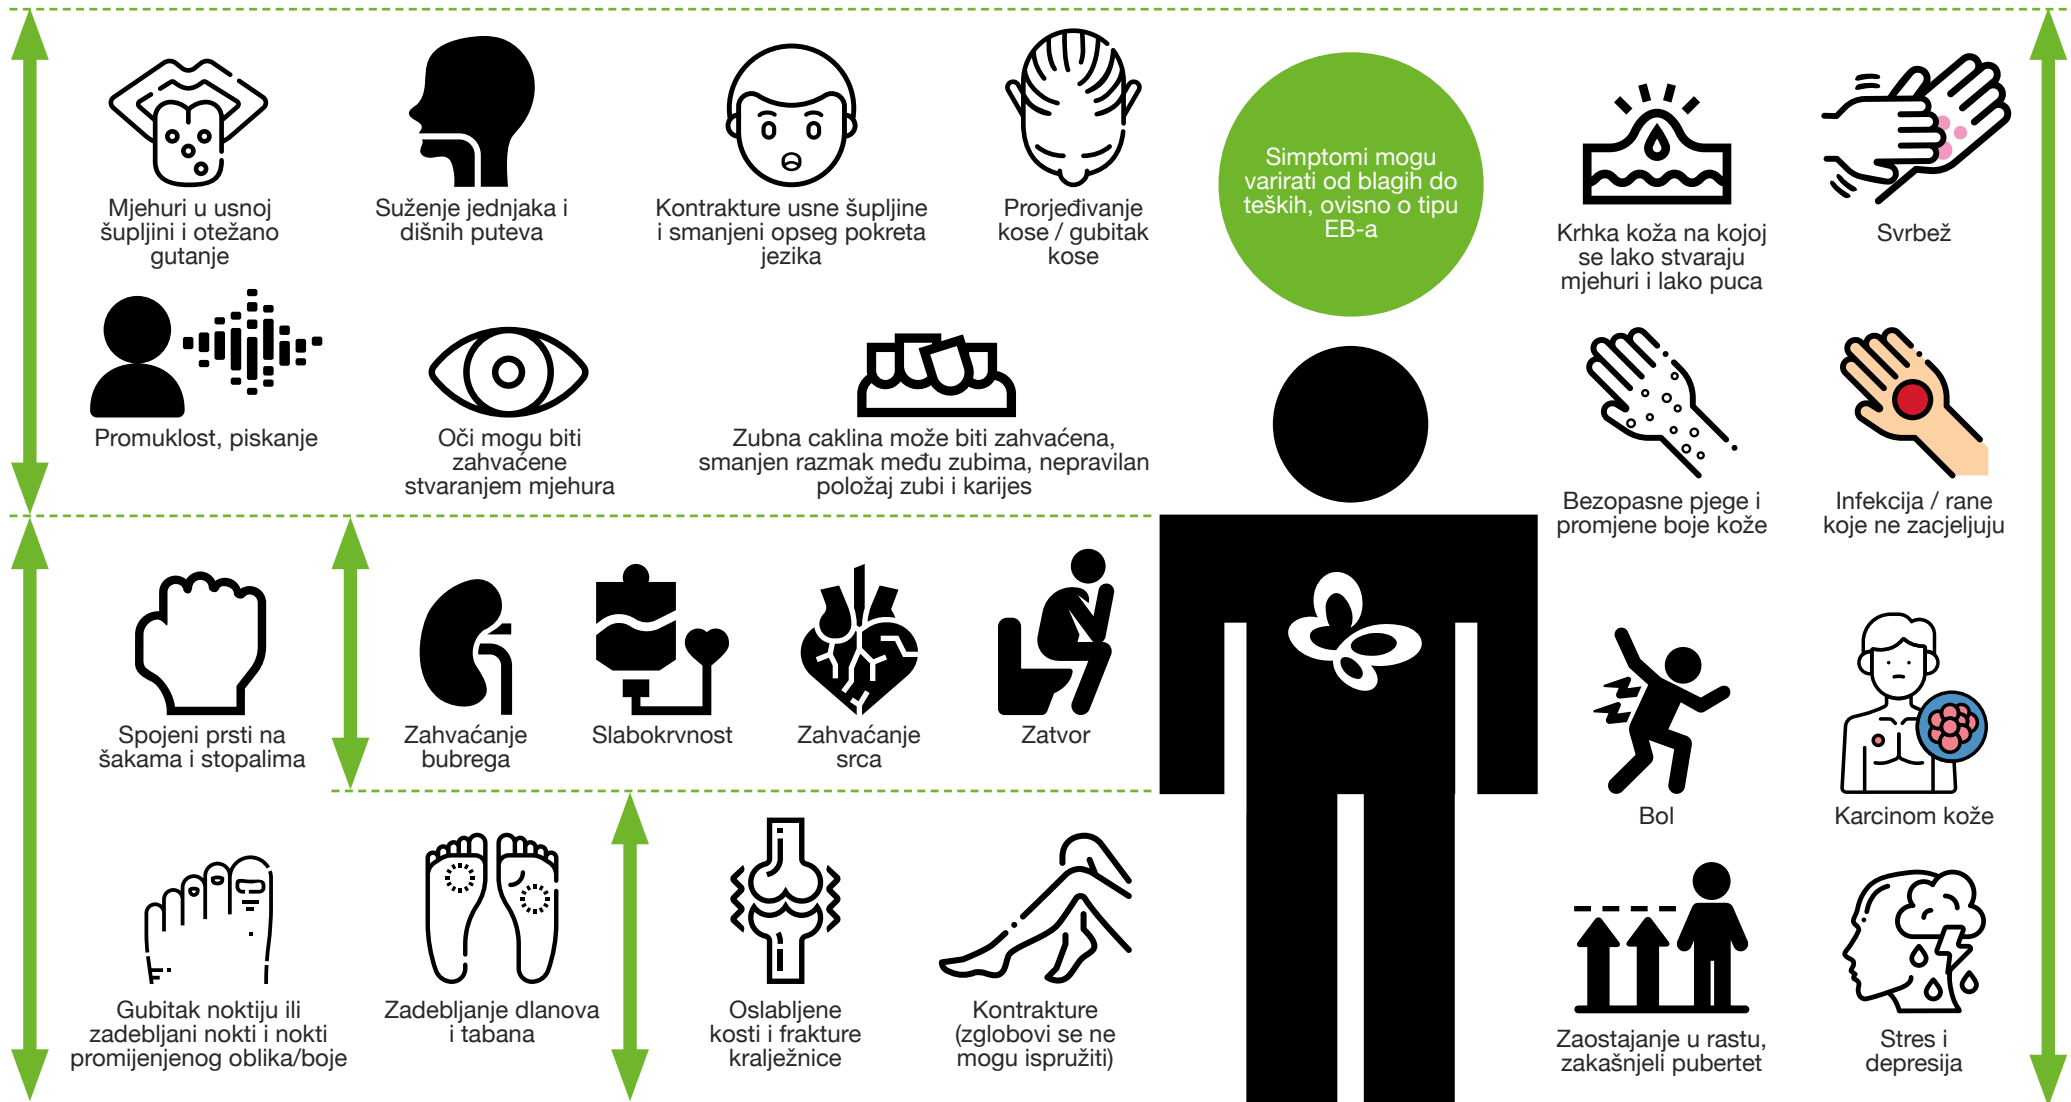 Mjehuri u usnoj
šupljini i otežano
gutanje
Suženje jednjaka i
dišnih puteva
Kontrakture usne šupljine
i smanjeni opseg pokreta
jezika
Prorjeđivanje
kose / gubitak
kose
Simptomi mogu
varirati od blagih do
teških, ovisno o tipu
EB-a
Krhka koža na kojoj
se lako stvaraju
mjehuri i lako puca
Svrbež
Promuklost, piskanje
Oči mogu biti
zahvaćene
stvaranjem mjehura
Zubna caklina može biti zahvaćena,
smanjen razmak među zubima, nepravilan
položaj zubi i karijes
Bezopasne pjege i
promjene boje kože
Infekcija / rane
koje ne zacjeljuju
Spojeni prsti na
šakama i stopalima
Zahvaćanje
bubrega
Slabokrvnost
Zahvaćanje
srca
Zatvor
Bol
Karcinom kože
Gubitak noktiju ili
zadebljani nokti i nokti
promijenjenog oblika/boje
Zadebljanje dlanova
i tabana
Oslabljene
kosti i frakture
kralježnice
Kontrakture
(zglobovi se ne
mogu ispružiti)
Zaostajanje u rastu,
zakašnjeli pubertet
Stres i
depresija